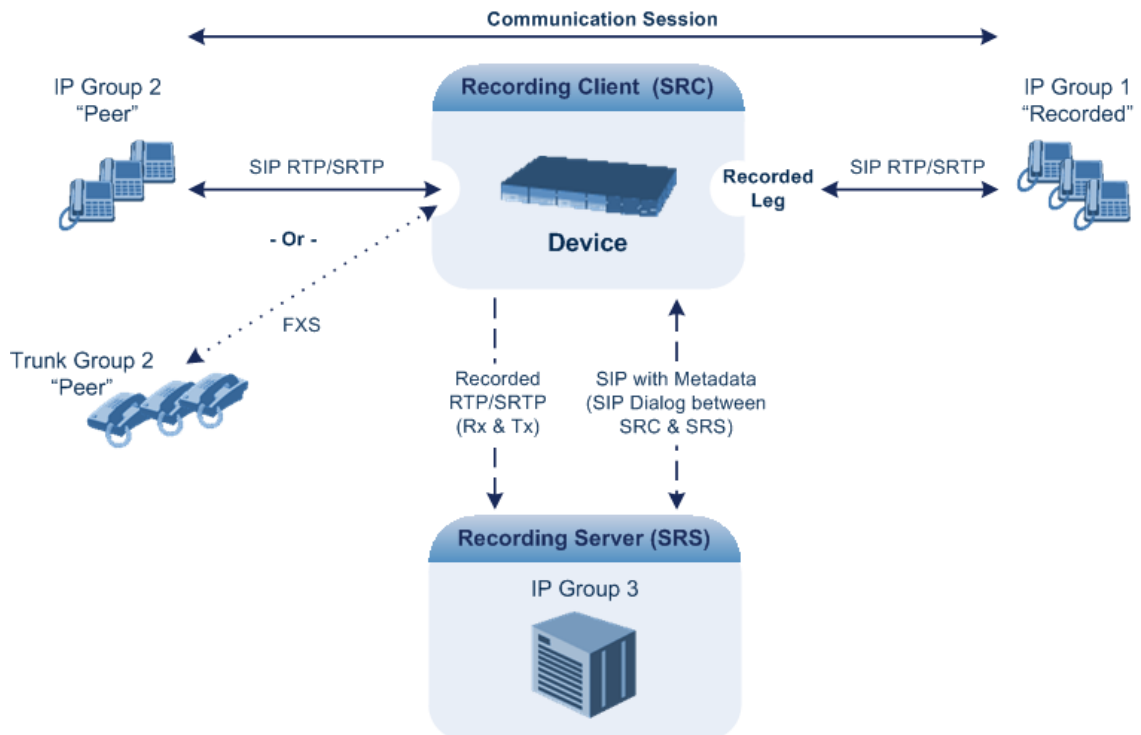 Communication Session
IP Group 2
“Peer”
Recording Client (SRC)
IP Group 1
“Recorded”
SIP RTP/SRTP
Recorded
Leg
SIP RTP/SRTP
- Or -
Device
FXS
Trunk Group 2
“Peer”
Recorded
RTP/SRTP
(Rx & Tx)
SIP with Metadata
(SIP Dialog between
SRC & SRS)
Recording Server (SRS)
IP Group 3